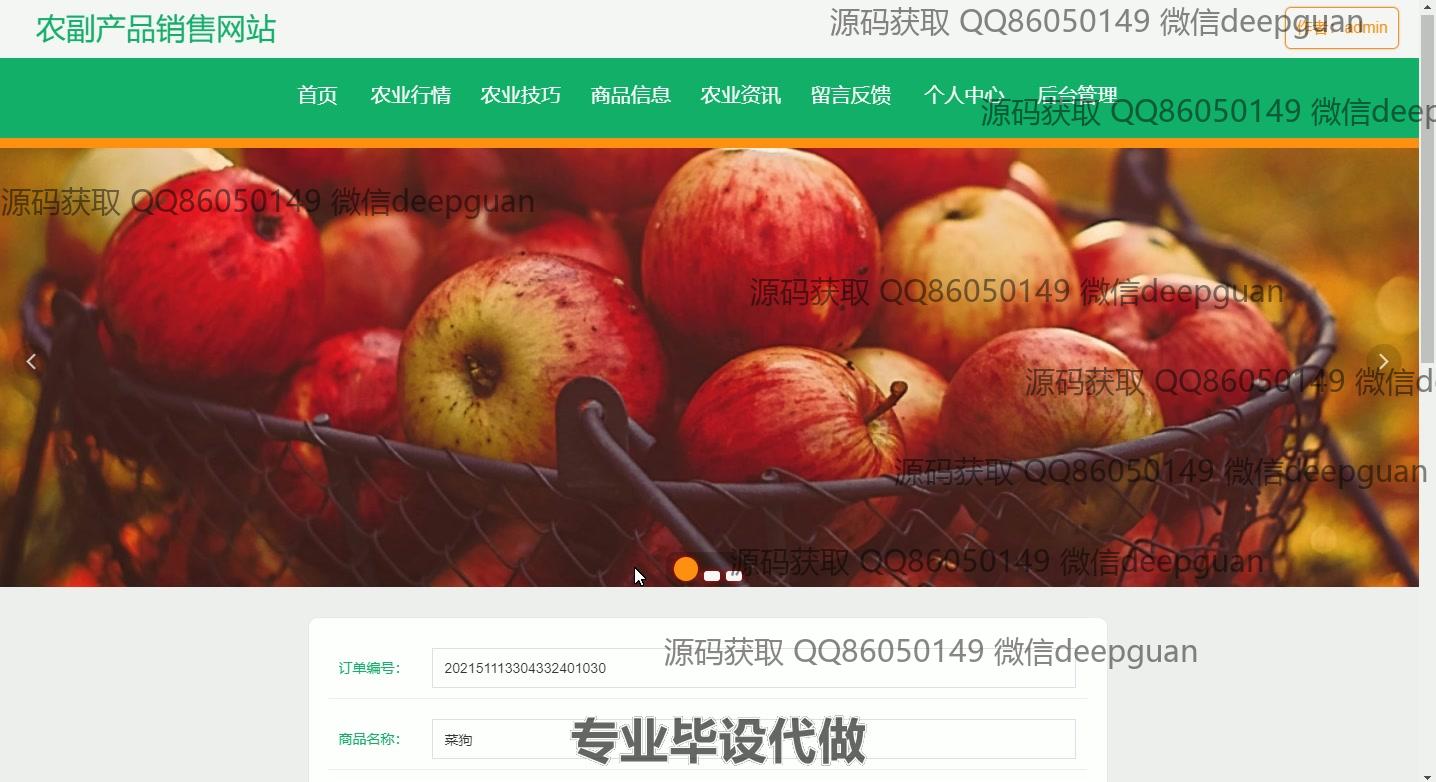 农副产品销售网站
源码获取 QQ86050149 微信deepguan
作者：admin
首页 农业行情 农业技巧 商品信息 农业资讯 留言反馈 个人中心 后台管理
源码获取 QQ86050149 微信deep
源码获取 QQ86050149 微信deepguan
源码获取 QQ86050149 微信deepguan
源码获取 QQ86050149 微信d
源码获取 QQ86050149 微信deepguan
源码获取 QQ86050149 微信deepguan
源码获取 QQ86050149 微信deepguan
订单编号： 202151113304332401030
商品名称： 菜狗
专业毕设代做